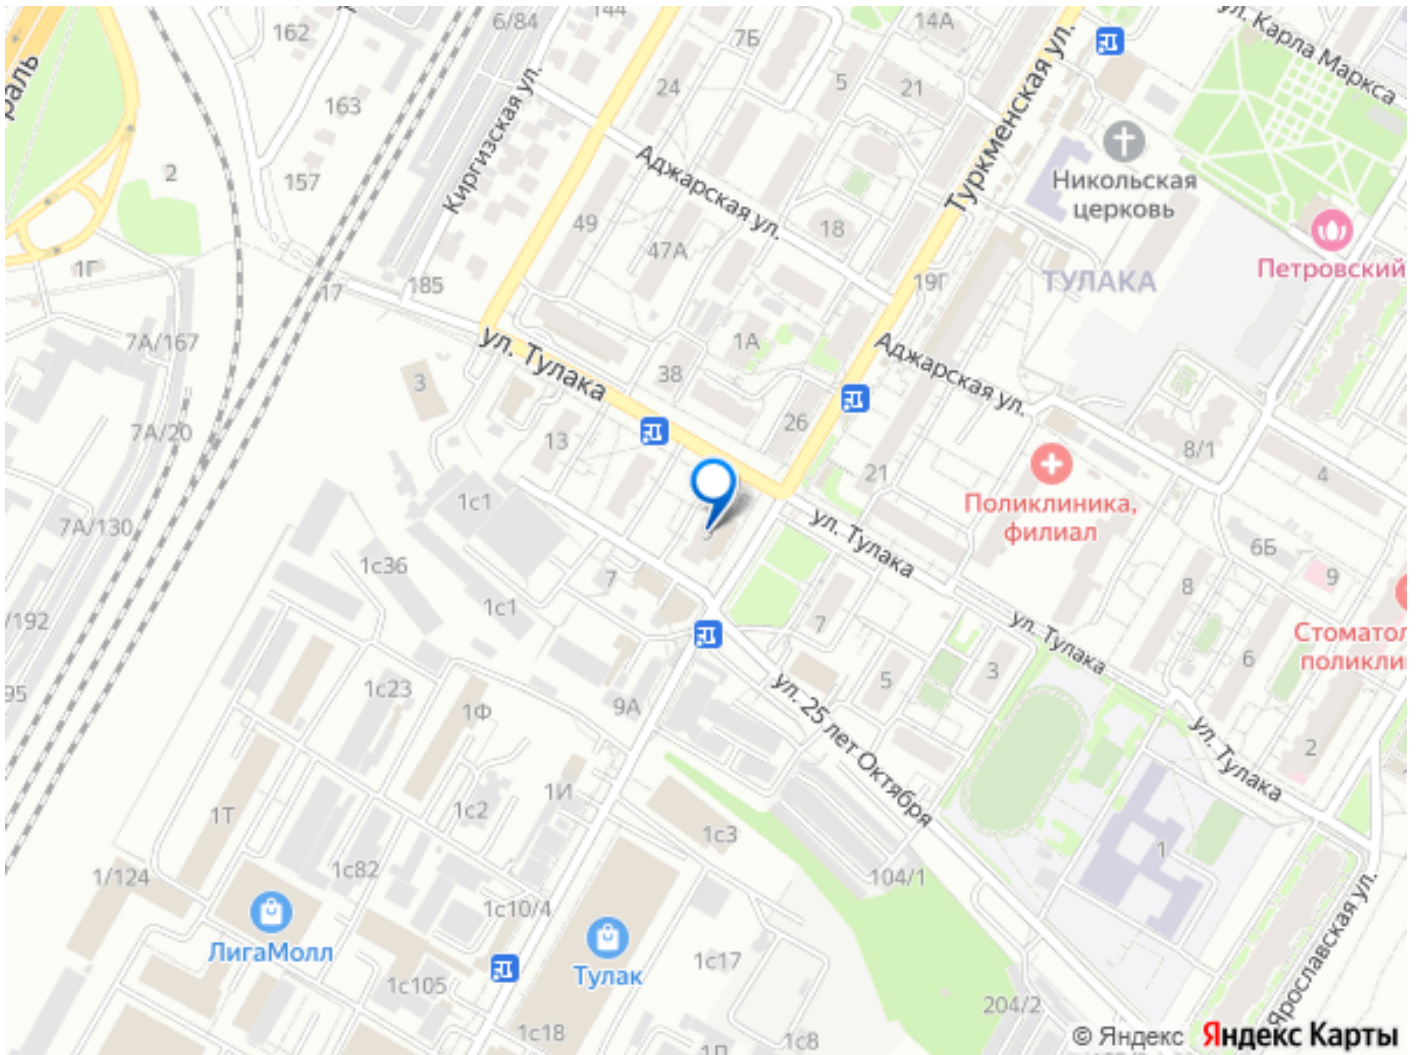 6/84
144
14А
ул. Карла Маркса
162
7Б
раль
24
5
21
163
Туркменская ул.
Киргизская ул.
Аджарская ул.
2
157
Никольская
церковь
49
18
47А
1Г
185
17
19Г
ТУЛАКА
Петровский
7А/167
ул. Тулака
1А
Аджарская ул.
3
38
26
13
7А/20
8/1
4
21
1с1
Поликлиника,
филиал
7А/130
ул. Тулака
6Б
1с36
7
8
9
1с1
/192
7
ул. Тулака
Стоматол
поликли
6
3
5
95
1с23
9А
ул. 25 лет Октября
1Ф
2
ул. Тулака
1И
1с2
1Т
1с3
1
1с82
104/1
1/124
1с10/4
Ярославская ул.
ЛигаМолл
Тулак
1с17
1с105
204/2
1с18
1с8
1П
© Яндекс Яндекс Карты